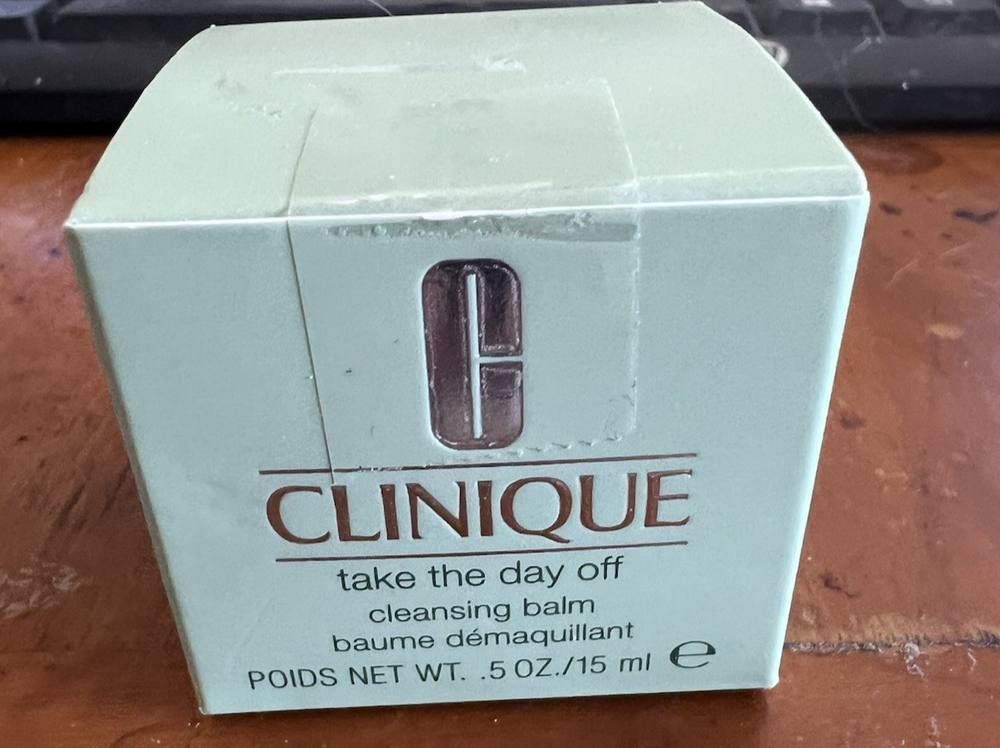 CLINIQUE
take the day off
cleansing balm
baume démaquillant
POIDS NET WT. .5 OZ./15 ml ℮